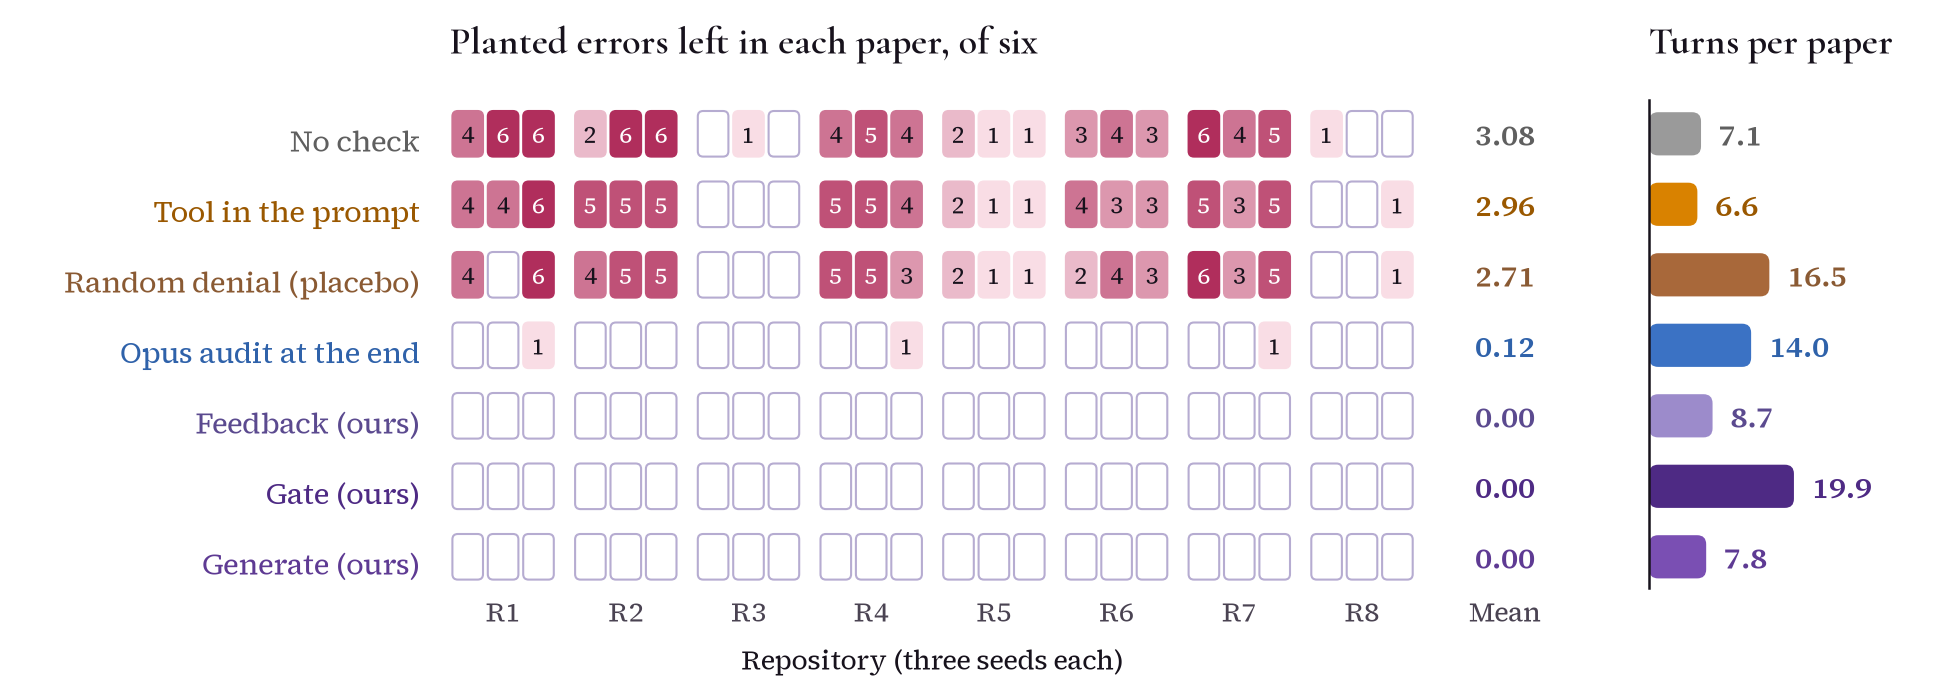 Planted errors left in each paper, of six
Turns per paper
No check 4 6 6 2 6 6 1 4 5 4 2 1 1 3 4 3 6 4 5 1 3.08 7.1
Tool in the prompt 4 4 6 5 5 5 5 5 4 2 1 1 4 3 3 5 3 5 1 2.96 6.6
Random denial (placebo) 4 6 4 5 5 5 5 3 2 1 1 2 4 3 6 3 5 1 2.71 16.5
Opus audit at the end 1 1 1 0.12 14.0
Feedback (ours) 0.00 8.7
Gate (ours) 0.00 19.9
Generate (ours) 0.00 7.8
R1 R2 R3 R4 R5 R6 R7 R8 Mean
Repository (three seeds each)